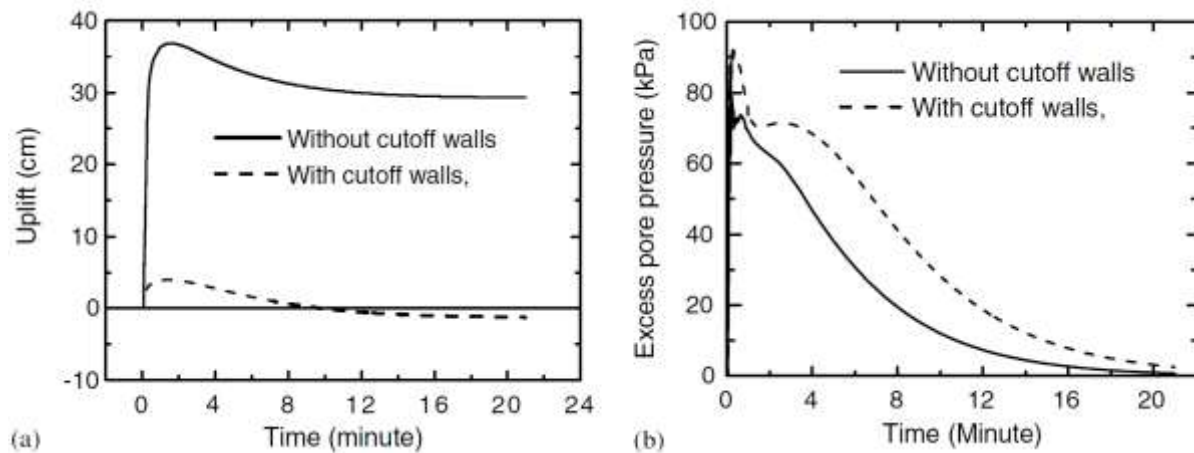 40
30
20
10
0
-10
Uplift (cm)
Without cutoff walls
With cutoff walls,
0 4 8 12 16 20 24
Time (minute)
(a)
100
80
60
40
20
0
Excess pore pressure (kPa)
Without cutoff walls
With cutoff walls,
0 4 8 12 16 20
Time (Minute)
(b)